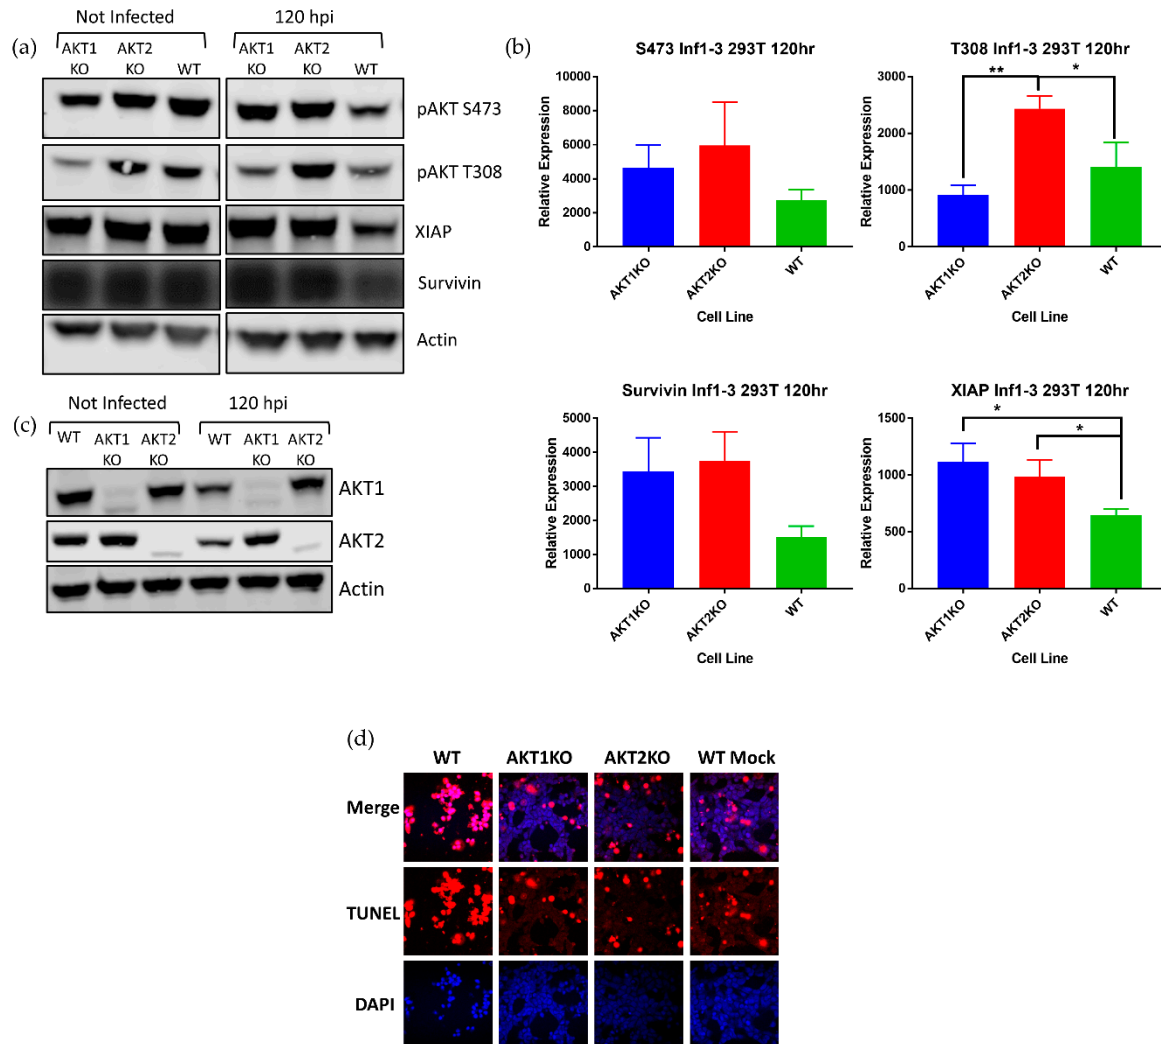 (a)
Not Infected
120 hpi
AKT1 KO
AKT2 KO
WT
AKT1 KO
AKT2 KO
WT
pAKT S473
pAKT T308
XIAP
Survivin
Actin
(b)
S473 Inf1-3 293T 120hr
Relative Expression
10000
8000
6000
4000
2000
0
AKT1KO
AKT2KO
WT
Cell Line
T308 Inf1-3 293T 120hr
Relative Expression
3000
2000
1000
0
**
*
AKT1KO
AKT2KO
WT
Cell Line
Survivin Inf1-3 293T 120hr
Relative Expression
5000
4000
3000
2000
1000
0
AKT1KO
AKT2KO
WT
Cell Line
XIAP Inf1-3 293T 120hr
Relative Expression
1500
1000
500
0
*
*
AKT1KO
AKT2KO
WT
Cell Line
(c)
Not Infected
120 hpi
WT
AKT1 KO
AKT2 KO
WT
AKT1 KO
AKT2 KO
AKT1
AKT2
Actin
(d)
WT
AKT1KO
AKT2KO
WT Mock
Merge
TUNEL
DAPI